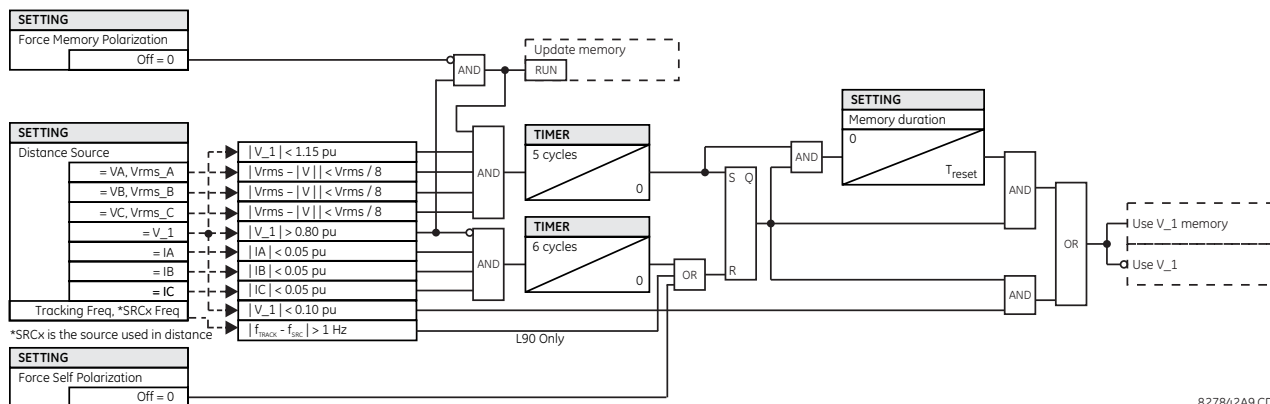 SETTING
Force Memory Polarization
Off = 0
AND
Update memory
RUN
SETTING
Distance Source
= VA, Vrms_A
= VB, Vrms_B
= VC, Vrms_C
= V_1
= IA
= IB
= IC
Tracking Freq, *SRCx Freq
*SRCx is the source used in distance
| V_1 | < 1.15 pu
| Vrms – | V | | < Vrms / 8
| Vrms – | V | | < Vrms / 8
| Vrms – | V | | < Vrms / 8
| V_1 | > 0.80 pu
| IA | < 0.05 pu
| IB | < 0.05 pu
| IC | < 0.05 pu
| V_1 | < 0.10 pu
| fTRACK - fSRC | > 1 Hz
AND
AND
TIMER
5 cycles
0
TIMER
6 cycles
0
L90 Only
OR
S Q
R
AND
SETTING
Memory duration
0
Treset
AND
AND
OR
Use V_1 memory
Use V_1
SETTING
Force Self Polarization
Off = 0